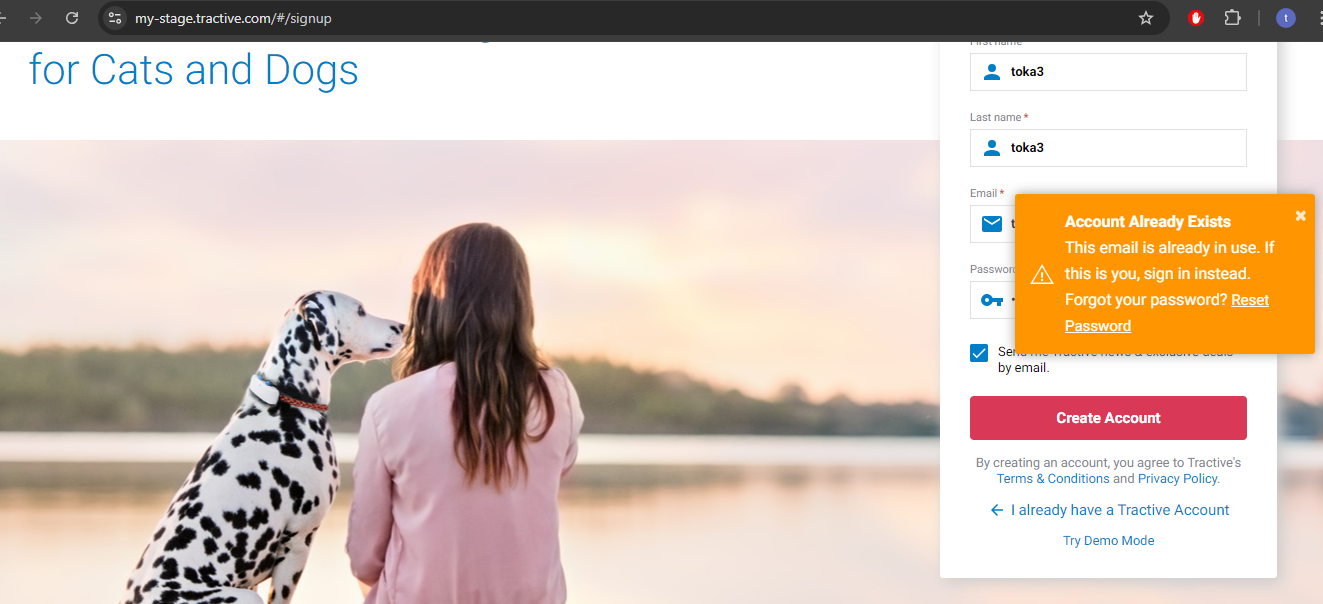 my-stage.tractive.com/#/signup
t
for Cats and Dogs
First name
toka3
Last name *
toka3
Email *
t
Account Already Exists
This email is already in use. If
this is you, sign in instead.
Forgot your password? Reset
Password
Password
Send me Tractive news & exclusive deals
by email.
Create Account
By creating an account, you agree to Tractive's
Terms & Conditions and Privacy Policy.
I already have a Tractive Account
Try Demo Mode